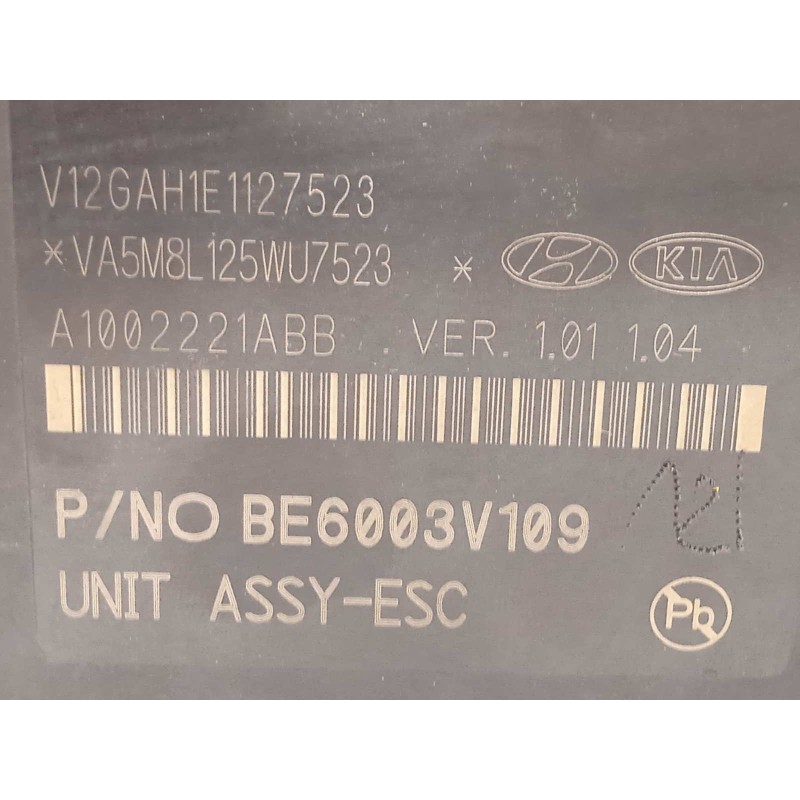 V12GAH1E1127523
*VA5M8L125WU7523 * KIA
A1002221ABB VER. 1.01 1.04
P/NO BE6003V109
UNIT ASSY-ESC
Pb